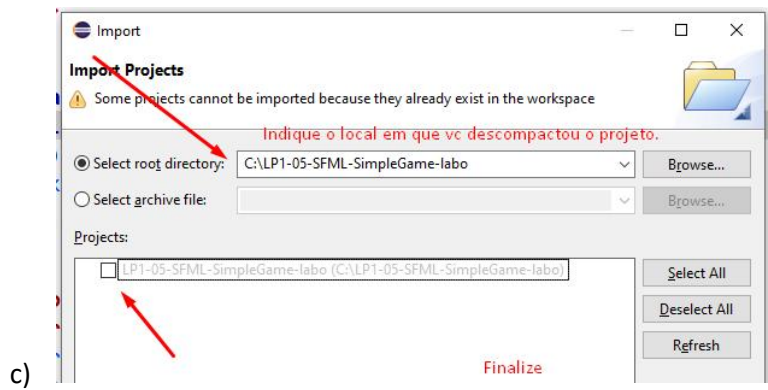 Import
Import Projects
Some projects cannot be imported because they already exist in the workspace
Indique o local em que vc descompactou o projeto.
Select root directory: C:\LP1-05-SFML-SimpleGame-labo Browse...
Select archive file: Browse...
Projects:
LP1-05-SFML-SimpleGame-labo (C:\LP1-05-SFML-SimpleGame-labo)
Select All
Deselect All
Refresh
Finalize
c)